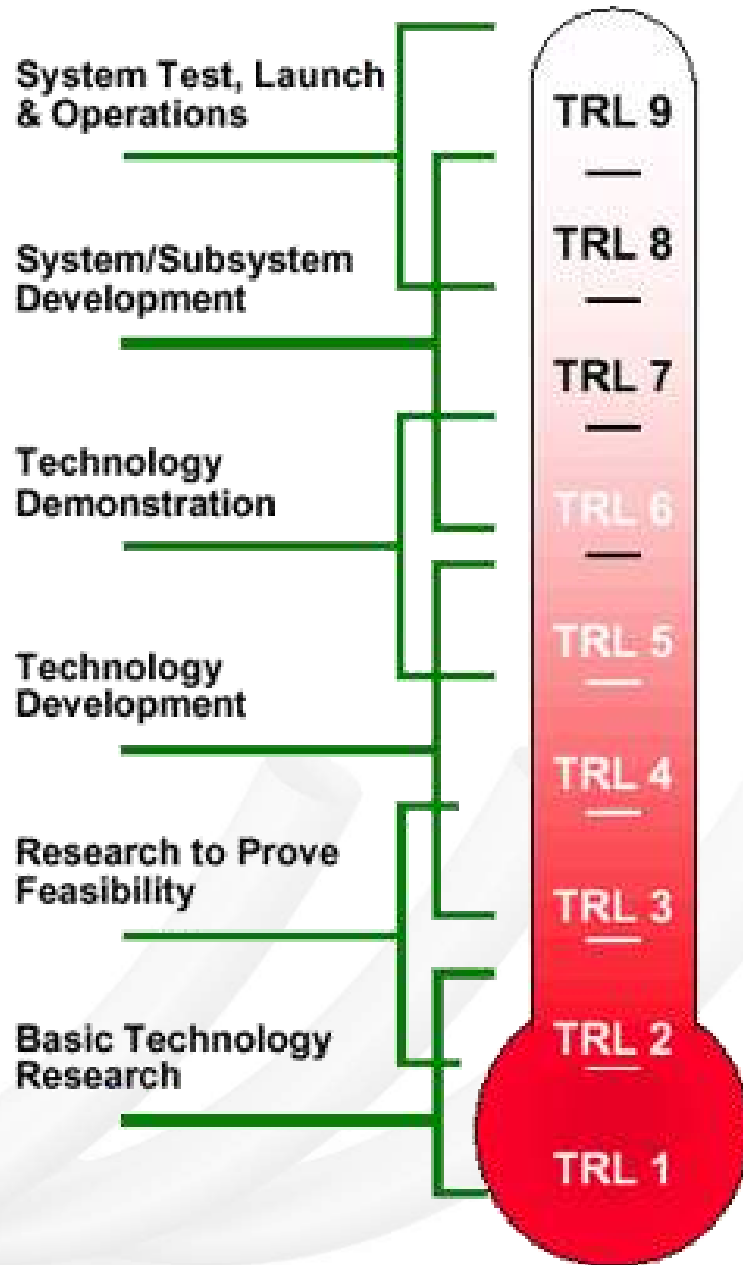 System Test, Launch
& Operations
System/Subsystem
Development
Technology
Demonstration
Technology
Development
Research to Prove
Feasibility
Basic Technology
Research
TRL 9
TRL 8
TRL 7
TRL 6
TRL 5
TRL 4
TRL 3
TRL 2
TRL 1